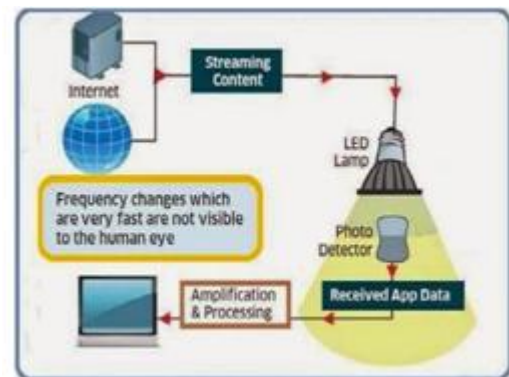 Streaming
Content
Internet
LED
Lamp
Frequency changes which
are very fast are not visible
to the human eye
Photo
Detector
Amplification
& Processing
Received App Data